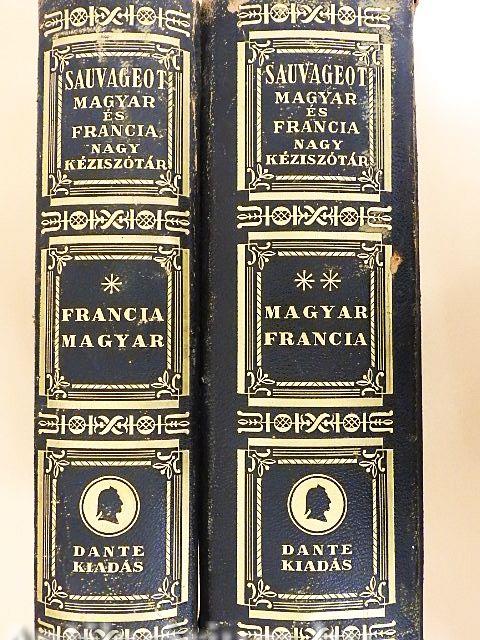 SAUVAGEOT
MAGYAR
ÉS
FRANCIA
NAGY
KÉZISZÓTÁR
*
FRANCIA
MAGYAR
DANTE
KIADÁS
SAUVAGEOT
MAGYAR
ÉS
FRANCIA
NAGY
KÉZISZÓTÁR
**
MAGYAR
FRANCIA
DANTE
KIADÁS